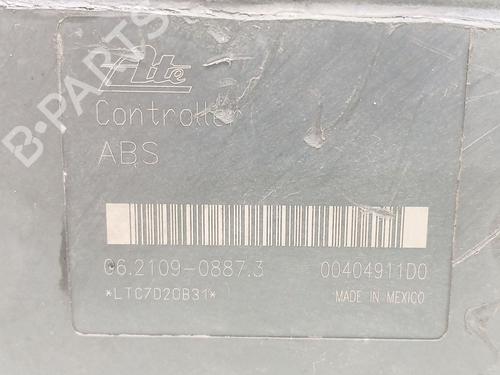 Ate
Controller
ABS
06.2109-0887.3
00404911D0
*LTC7D20B31*
MADE IN MEXICO
B-PARTS